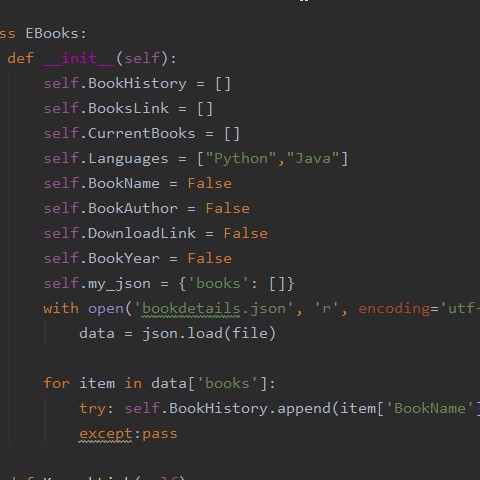 ss EBooks:
def __init__(self):
self.BookHistory = []
self.BooksLink = []
self.CurrentBooks = []
self.Languages = ["Python","Java"]
self.BookName = False
self.BookAuthor = False
self.DownloadLink = False
self.BookYear = False
self.my_json = {'books': []}
with open('bookdetails.json', 'r', encoding='utf-
data = json.load(file)
for item in data['books']:
try: self.BookHistory.append(item['BookName']
except:pass